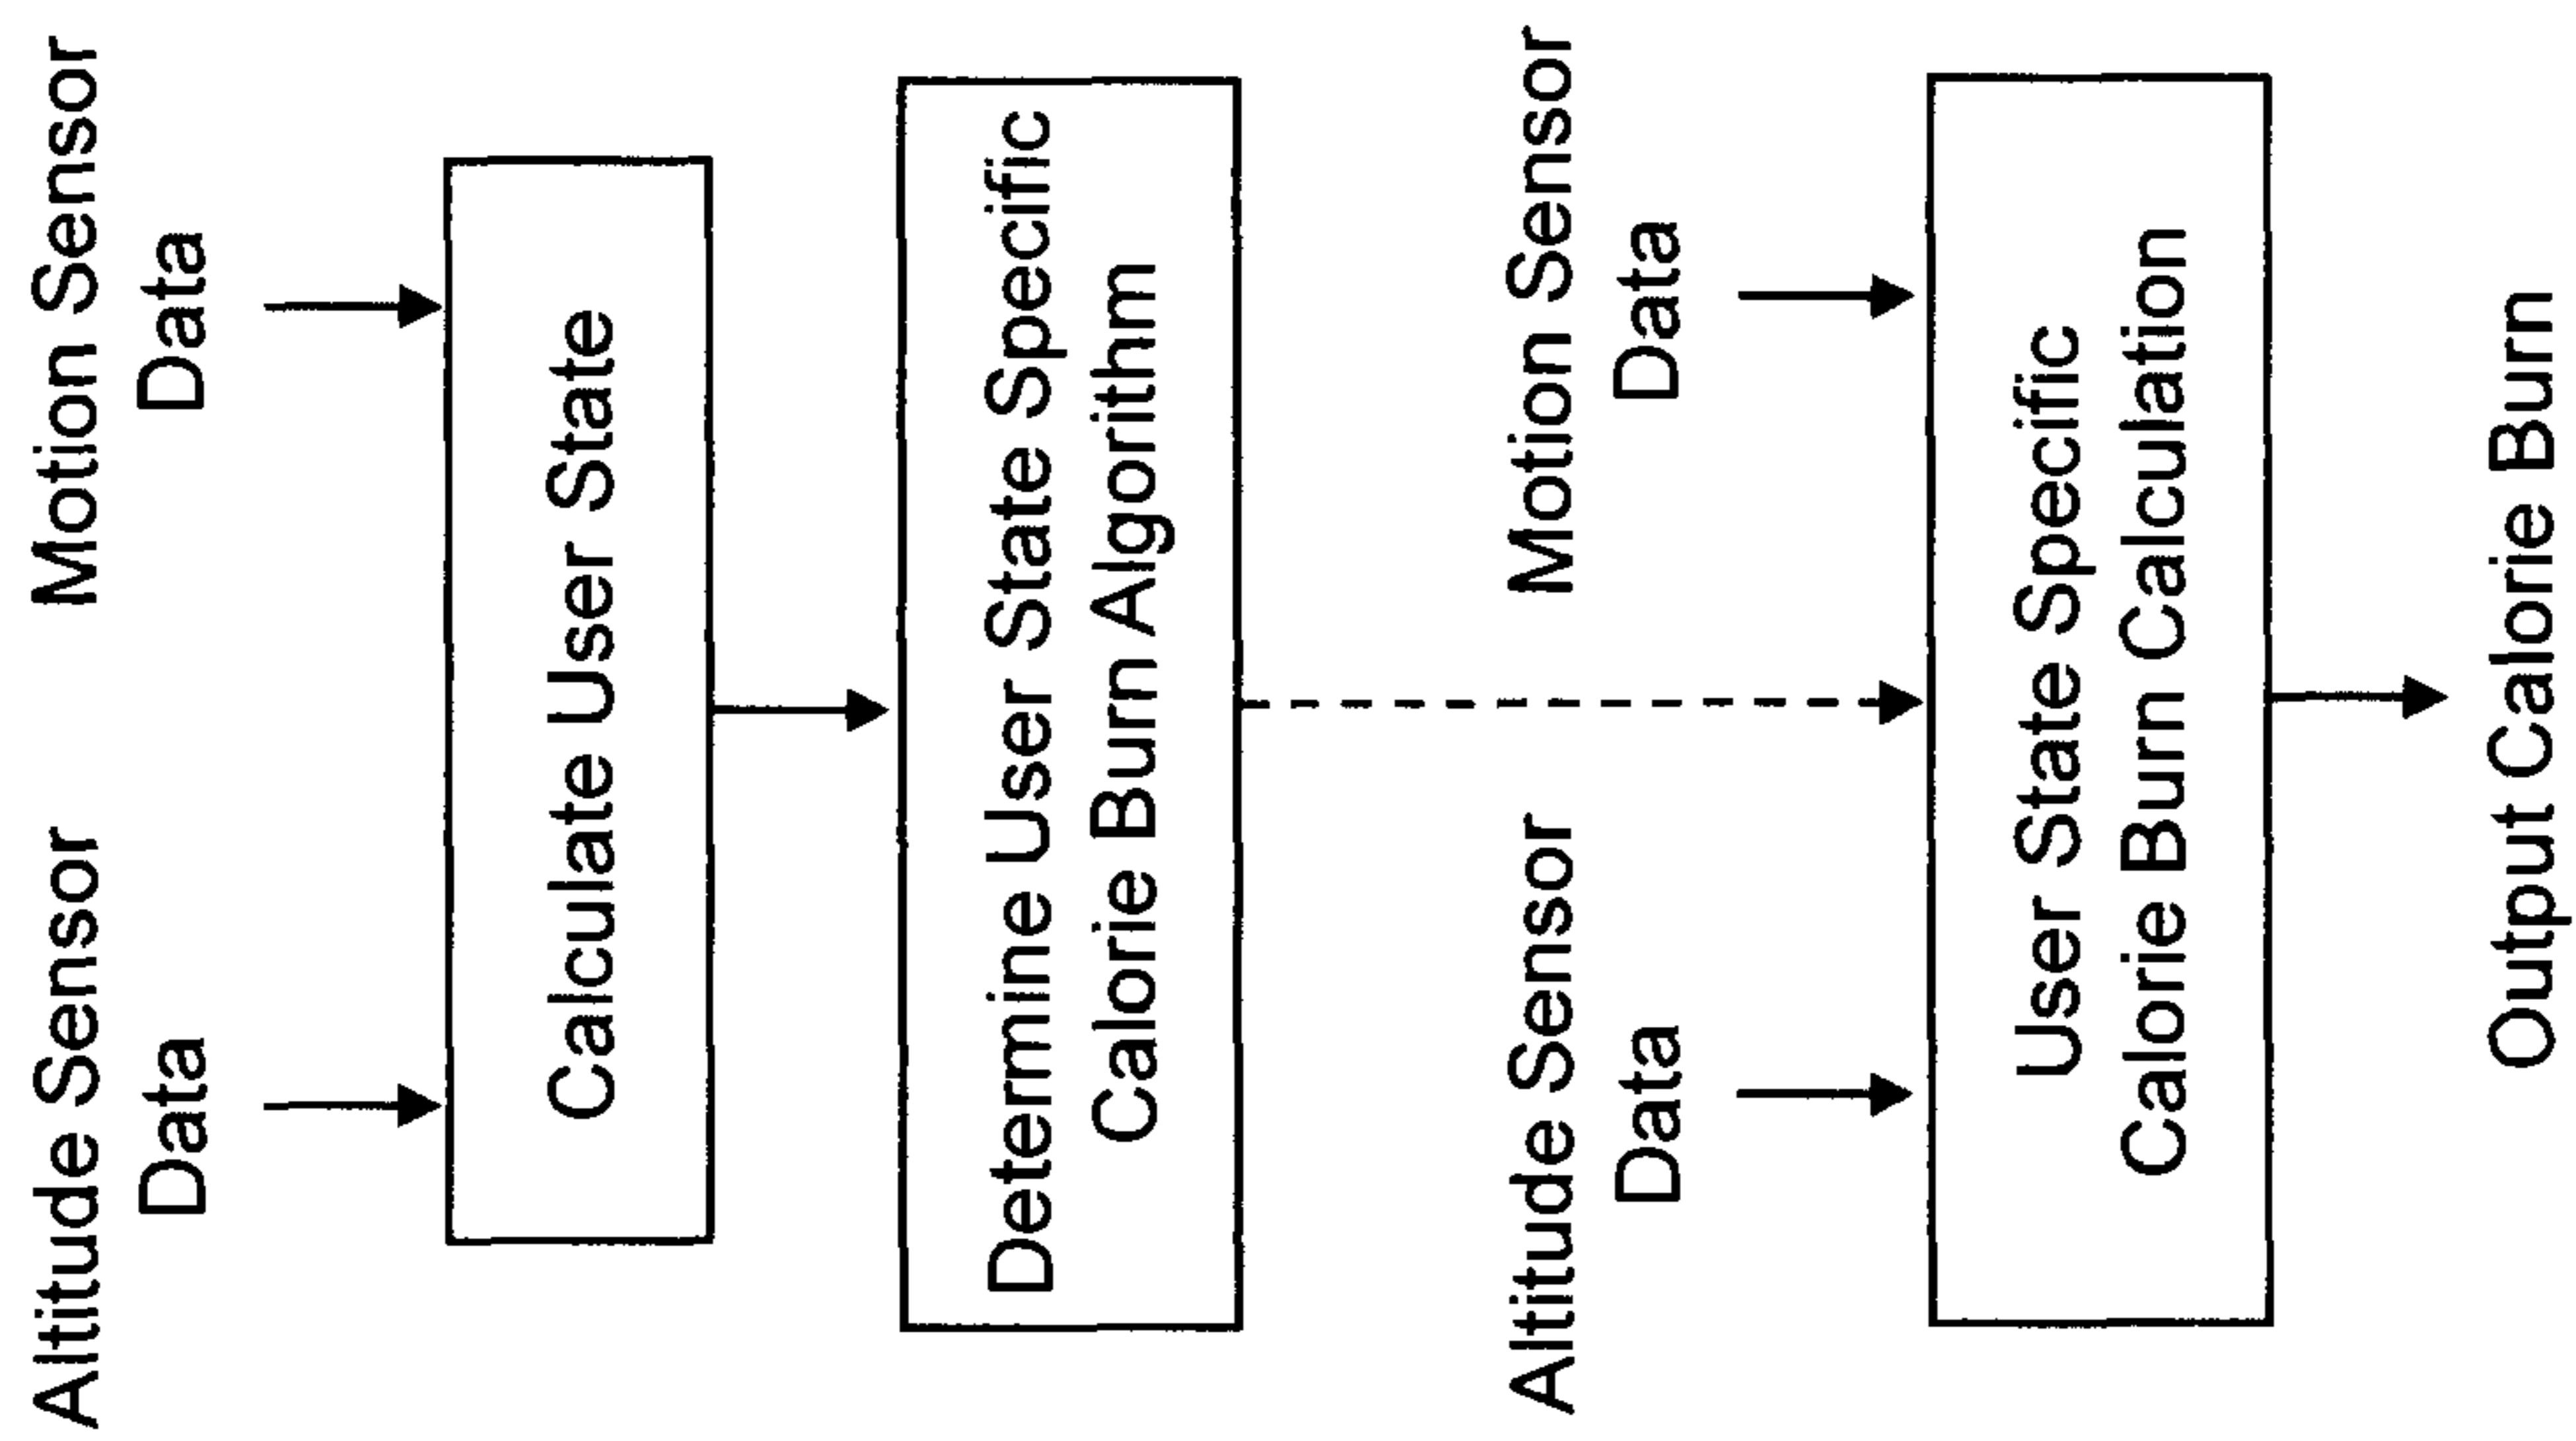 Altitude Sensor
Data
Motion Sensor
Data
Calculate User State
Determine User State Specific
Calorie Burn Algorithm
Altitude Sensor
Data
Motion Sensor
Data
User State Specific
Calorie Burn Calculation
Output Calorie Burn